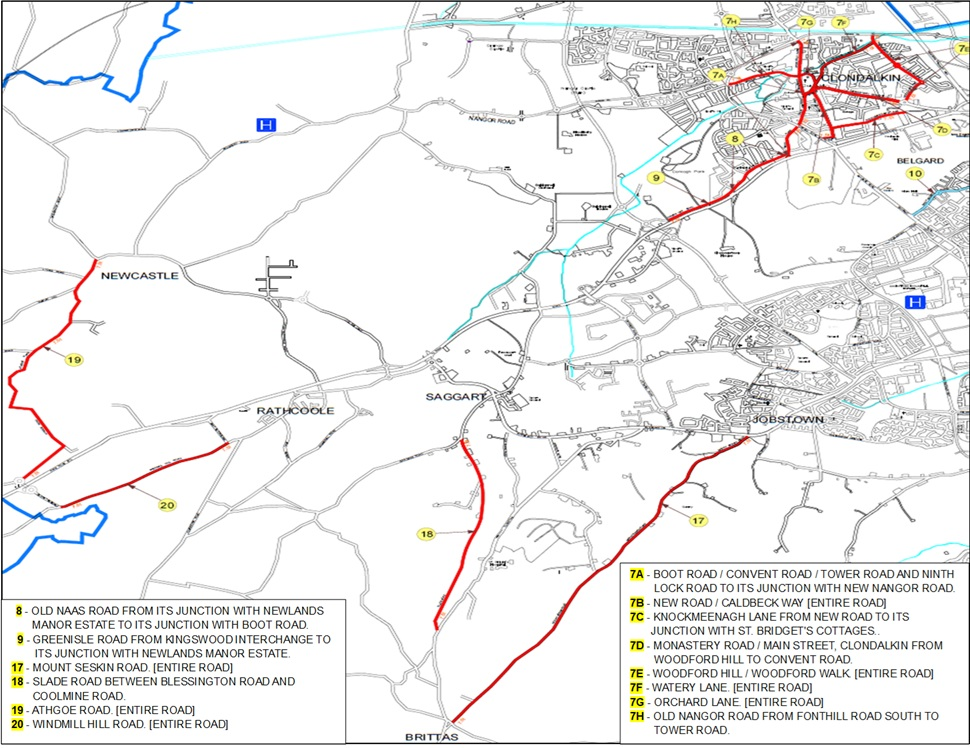 7H
7G
7F
7E
7A
CLONDALKIN
H
NANGOR ROAD
8
7D
7C
BELGARD
9
7B
10
NEWCASTLE
H
19
SAGGART
RATHCOOLE
JOBSTOWN
20
18
17
BRITTAS
8 - OLD NAAS ROAD FROM ITS JUNCTION WITH NEWLANDS
MANOR ESTATE TO ITS JUNCTION WITH BOOT ROAD.
9 - GREENISLE ROAD FROM KINGSWOOD INTERCHANGE TO
ITS JUNCTION WITH NEWLANDS MANOR ESTATE.
17 - MOUNT SESKIN ROAD. [ENTIRE ROAD]
18 - SLADE ROAD BETWEEN BLESSINGTON ROAD AND
COOLMINE ROAD.
19 - ATHGOE ROAD. [ENTIRE ROAD]
20 - WINDMILL HILL ROAD. [ENTIRE ROAD]
7A - BOOT ROAD / CONVENT ROAD / TOWER ROAD AND NINTH
LOCK ROAD TO ITS JUNCTION WITH NEW NANGOR ROAD.
7B - NEW ROAD / CALDBECK WAY [ENTIRE ROAD]
7C - KNOCKMEENAGH LANE FROM NEW ROAD TO ITS
JUNCTION WITH ST. BRIDGET'S COTTAGES..
7D - MONASTERY ROAD / MAIN STREET, CLONDALKIN FROM
WOODFORD HILL TO CONVENT ROAD.
7E - WOODFORD HILL / WOODFORD WALK. [ENTIRE ROAD]
7F - WATERY LANE. [ENTIRE ROAD]
7G - ORCHARD LANE. [ENTIRE ROAD]
7H - OLD NANGOR ROAD FROM FONTHILL ROAD SOUTH TO
TOWER ROAD.